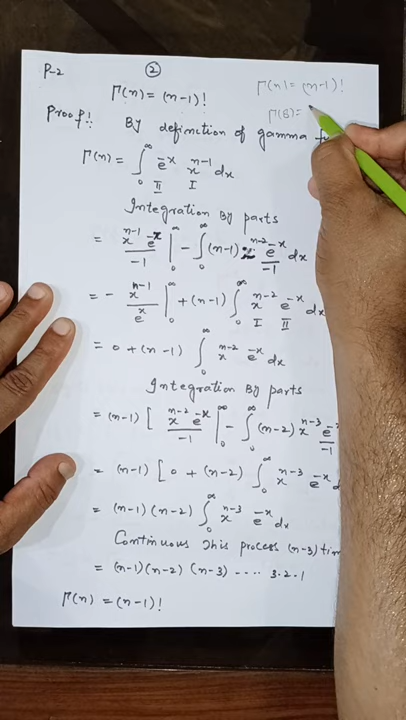 P-2 ②
Γ(n) = (n-1)! Γ(n) = (n-1)!
Γ(8) =
Proof:: By definition of gamma
Γ(n) = ∫₀^∞ e^{-x} x^{n-1} dx
II I
Integration By parts
= x^{n-1} e^{-x}/-1 |₀^∞ - ∫₀^∞ (n-1) x^{n-2} e^{-x}/-1 dx
= - x^{n-1}/e^x |₀^∞ + (n-1) ∫₀^∞ x^{n-2} e^{-x} dx
I II
= 0 + (n-1) ∫₀^∞ x^{n-2} e^{-x} dx
Integration By parts
= (n-1) [ x^{n-2} e^{-x}/-1 |₀^∞ - ∫₀^∞ (n-2) x^{n-3} e^{-x}/-1
= (n-1) [ 0 + (n-2) ∫₀^∞ x^{n-3} e^{-x} d
= (n-1)(n-2) ∫₀^∞ x^{n-3} e^{-x} dx
Continuous This process (n-3) tim
= (n-1)(n-2)(n-3) ---- 3.2.1
Γ(n) = (n-1)!